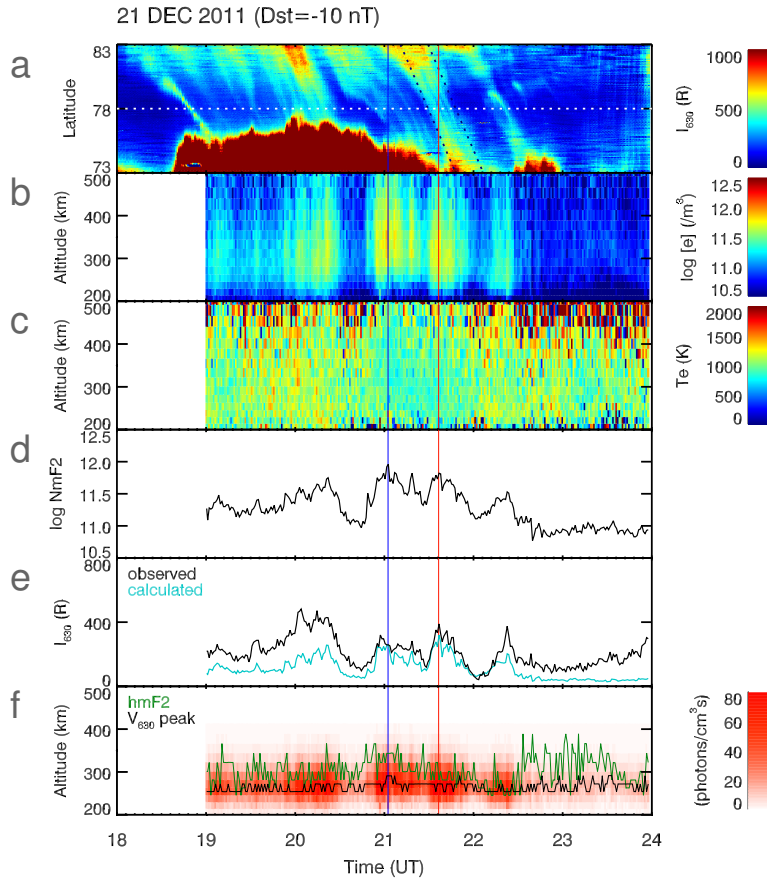 21 DEC 2011 (Dst=-10 nT)
a
83
78
73
Latitude
1000
500
0
I630 (R)
b
500
400
300
200
Altitude (km)
12.5
12.0
11.5
11.0
10.5
log [e] (/m³)
c
500
400
300
200
Altitude (km)
2000
1500
1000
500
0
Te (K)
d
12.5
12.0
11.5
11.0
10.5
log NmF2
e
800
400
0
I630 (R)
observed
calculated
f
500
400
300
200
Altitude (km)
hmF2
V630 peak
80
60
40
20
0
(photons/cm³s)
18 19 20 21 22 23 24
Time (UT)